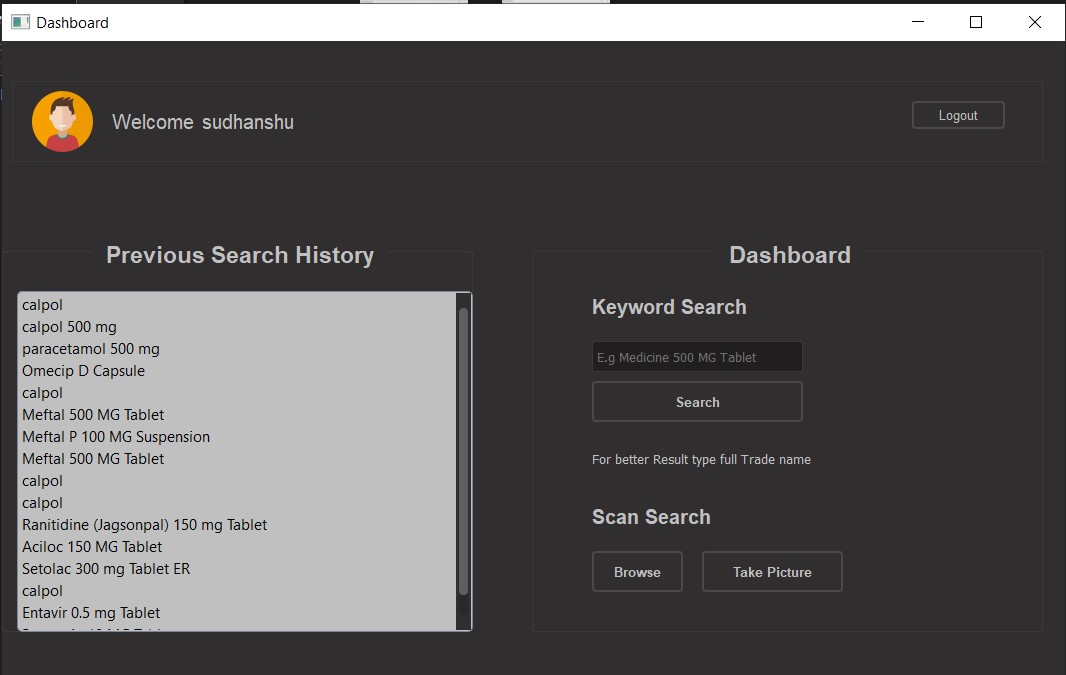 Dashboard
Welcome sudhanshu
Logout
Previous Search History
calpol
calpol 500 mg
paracetamol 500 mg
Omecip D Capsule
calpol
Meftal 500 MG Tablet
Meftal P 100 MG Suspension
Meftal 500 MG Tablet
calpol
calpol
Ranitidine (Jagsonpal) 150 mg Tablet
Aciloc 150 MG Tablet
Setolac 300 mg Tablet ER
calpol
Entavir 0.5 mg Tablet
Dashboard
Keyword Search
E.g Medicine 500 MG Tablet
Search
For better Result type full Trade name
Scan Search
Browse
Take Picture